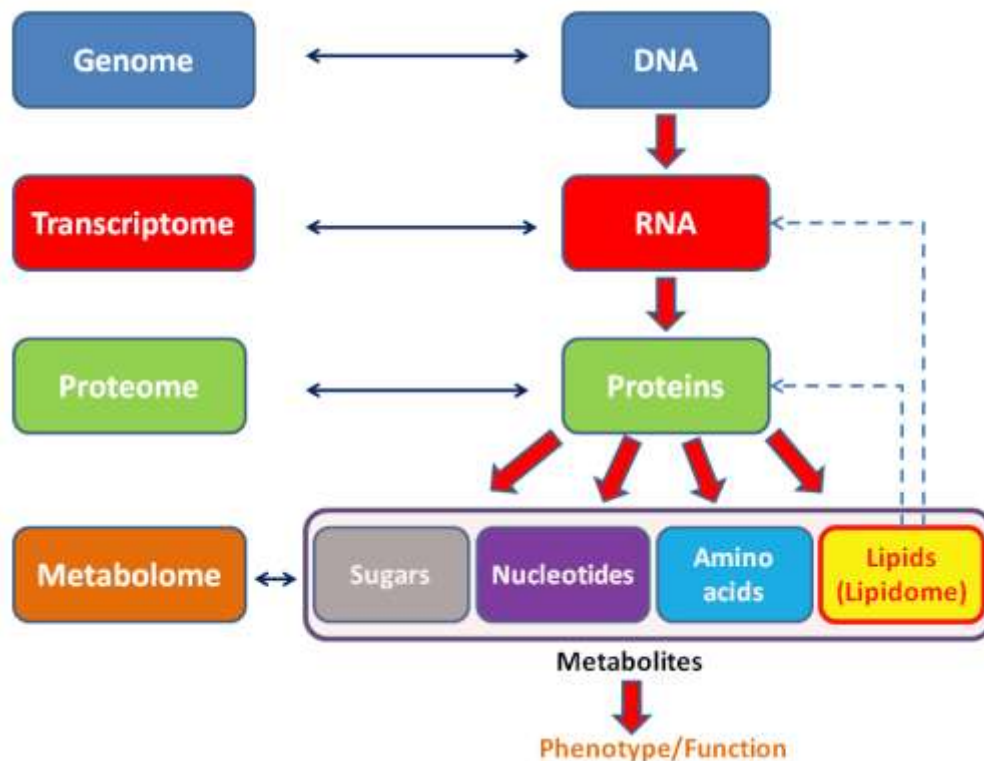 Genome
DNA
Transcriptome
RNA
Proteome
Proteins
Metabolome
Sugars
Nucleotides
Amino
acids
Lipids
(Lipidome)
Metabolites
Phenotype/Function